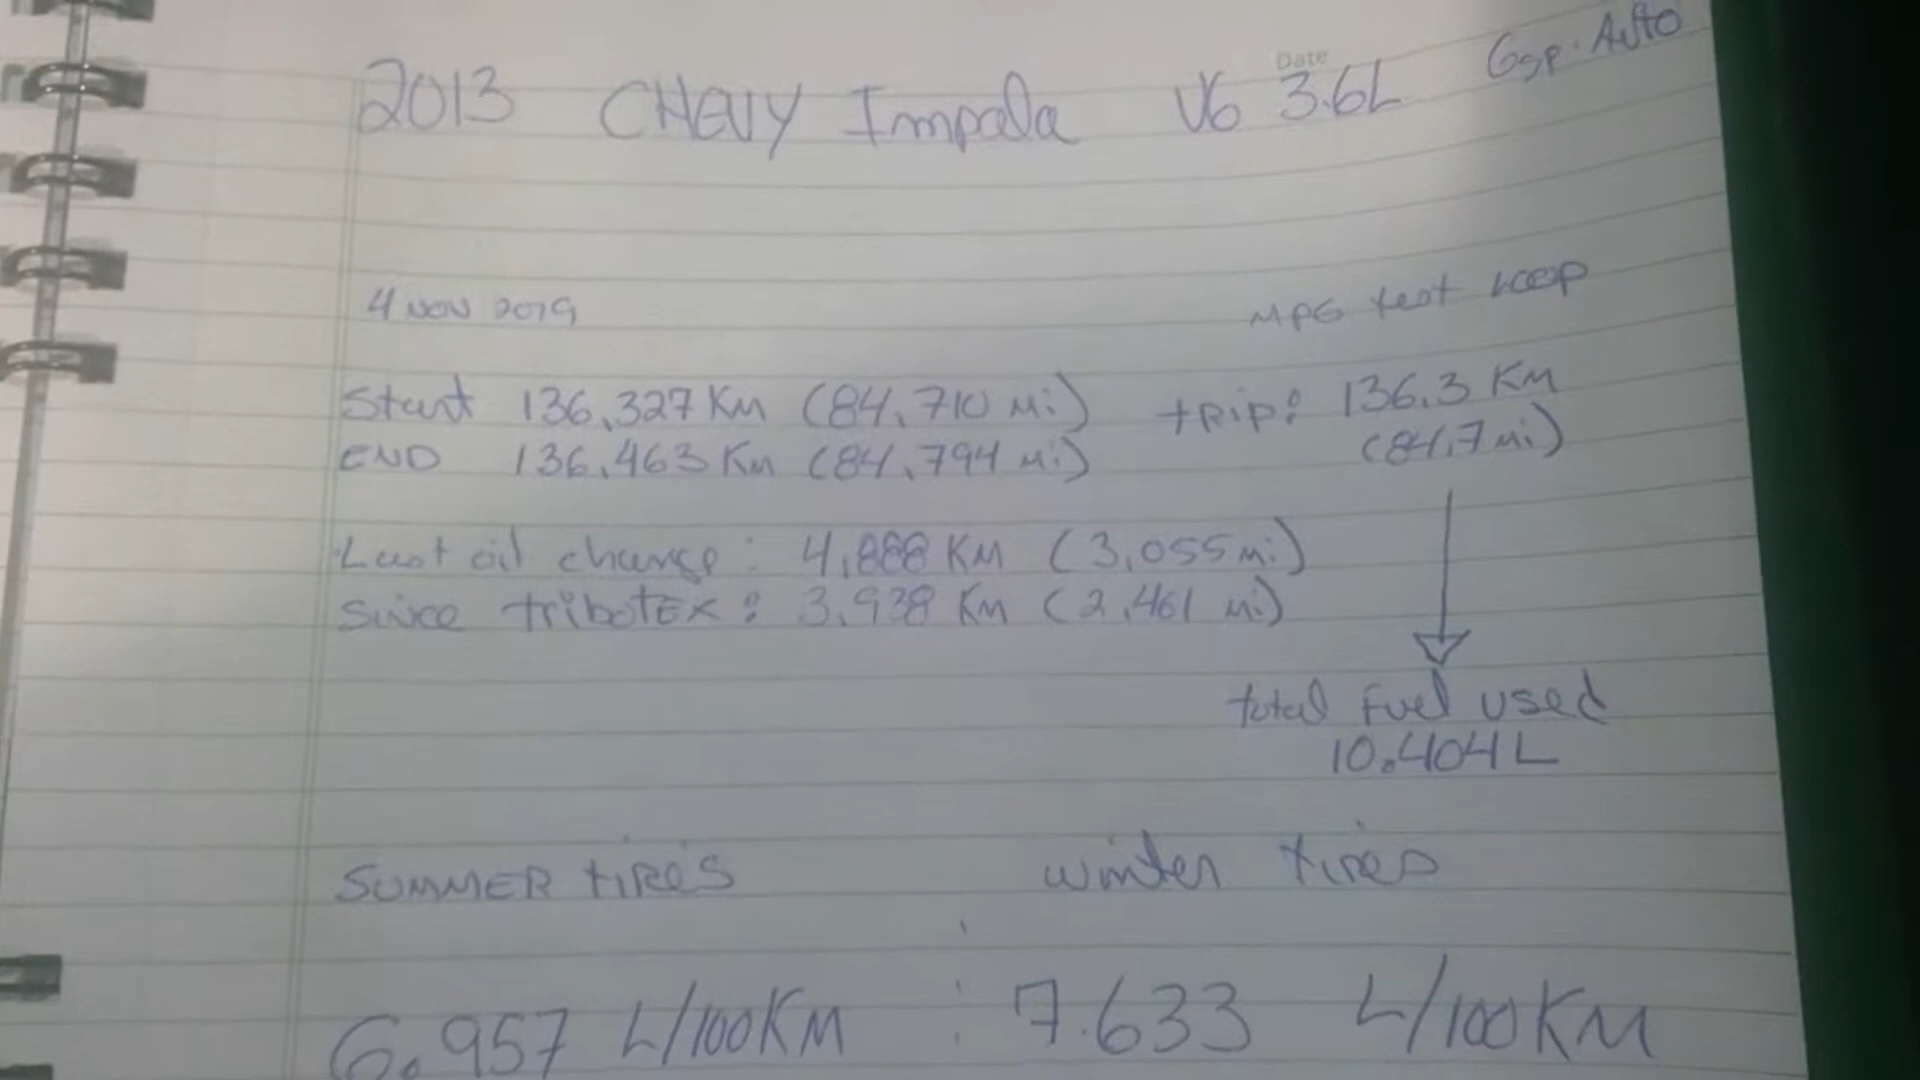 Date
2013 CHEVY Impala V6 3.6L 6sp. Auto
4 NOV 2019 MPG test loop
Start 136,327 KM (84,710 Mi) tRip: 136.3 KM
END 136,463 KM (84,794 Mi) (84.7 mi)
Last oil change: 4,888 KM (3,055 mi)
Since tribotEX: 3,938 KM (2,461 mi)
total Fuel used
10.404 L
SUMMER tiRES winter tires
6.957 L/100KM : 7.633 L/100KM